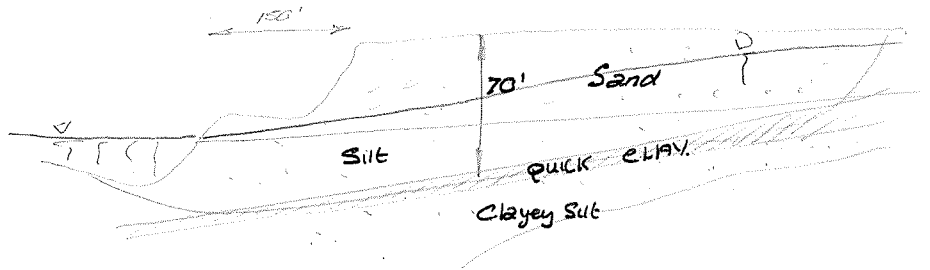 150'
70'
Sand
Silt
QUICK CLAY.
Clayey Silt